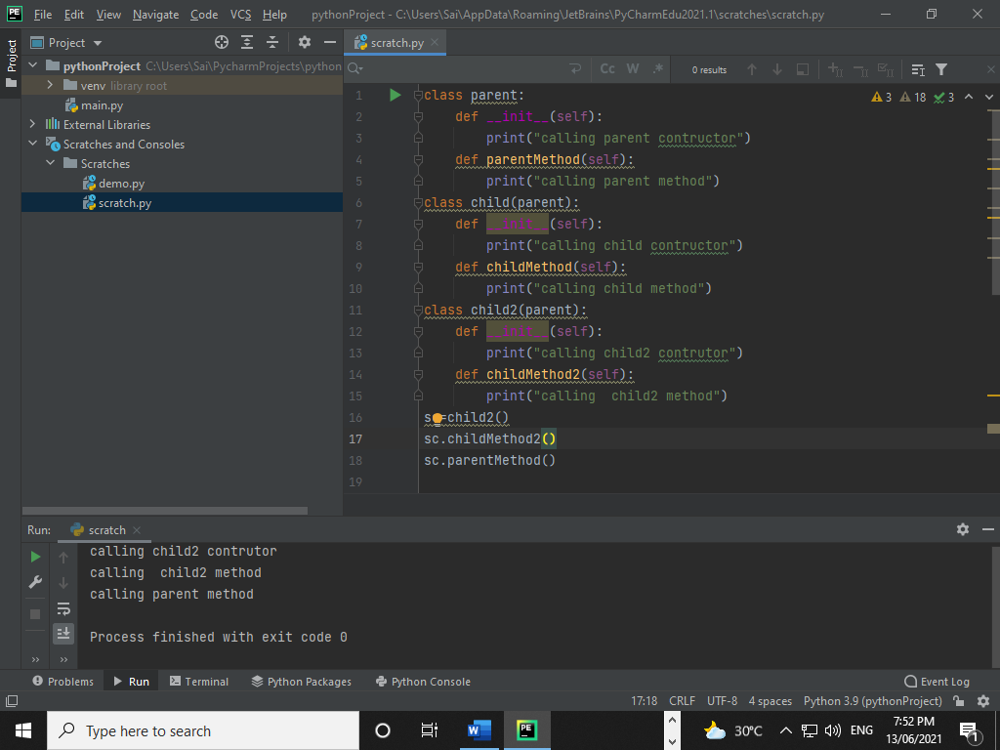 PE File Edit View Navigate Code VCS Help pythonProject - C:\Users\Sai\AppData\Roaming\JetBrains\PyCharmEdu2021.1\scratches\scratch.py
Project
Project
scratch.py
pythonProject C:\Users\Sai\PycharmProjects\python
venv library root
main.py
External Libraries
Scratches and Consoles
Scratches
demo.py
scratch.py
Cc W .* 0 results
3 18 3
1 class parent:
2 def __init__(self):
3 print("calling parent contructor")
4 def parentMethod(self):
5 print("calling parent method")
6 class child(parent):
7 def __init__(self):
8 print("calling child contructor")
9 def childMethod(self):
10 print("calling child method")
11 class child2(parent):
12 def __init__(self):
13 print("calling child2 contrutor")
14 def childMethod2(self):
15 print("calling  child2 method")
16 s =child2()
17 sc.childMethod2()
18 sc.parentMethod()
19
Run: scratch
calling child2 contrutor
calling  child2 method
calling parent method
Process finished with exit code 0
Problems Run Terminal Python Packages Python Console Event Log
17:18 CRLF UTF-8 4 spaces Python 3.9 (pythonProject)
Type here to search W PE 30°C ENG 7:52 PM 13/06/2021 1